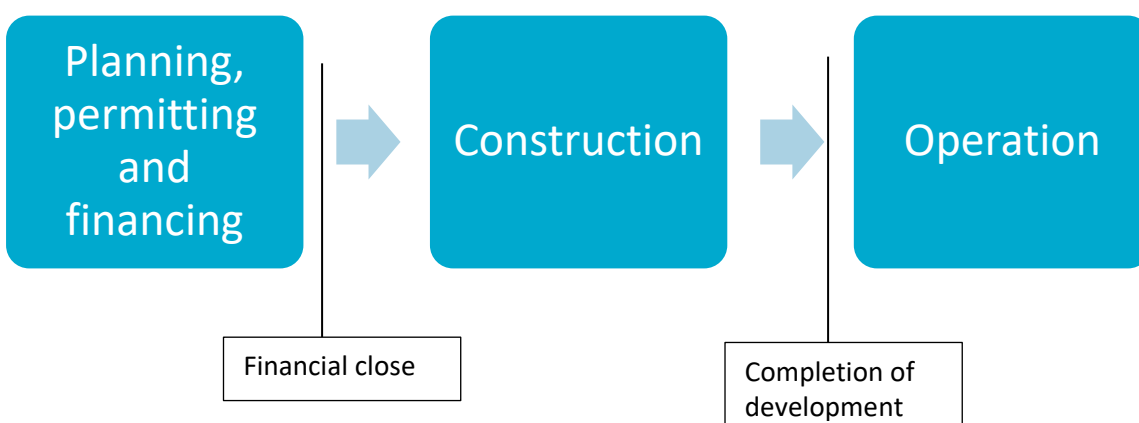 Planning,
permitting
and
financing
Construction
Operation
Financial close
Completion of
development